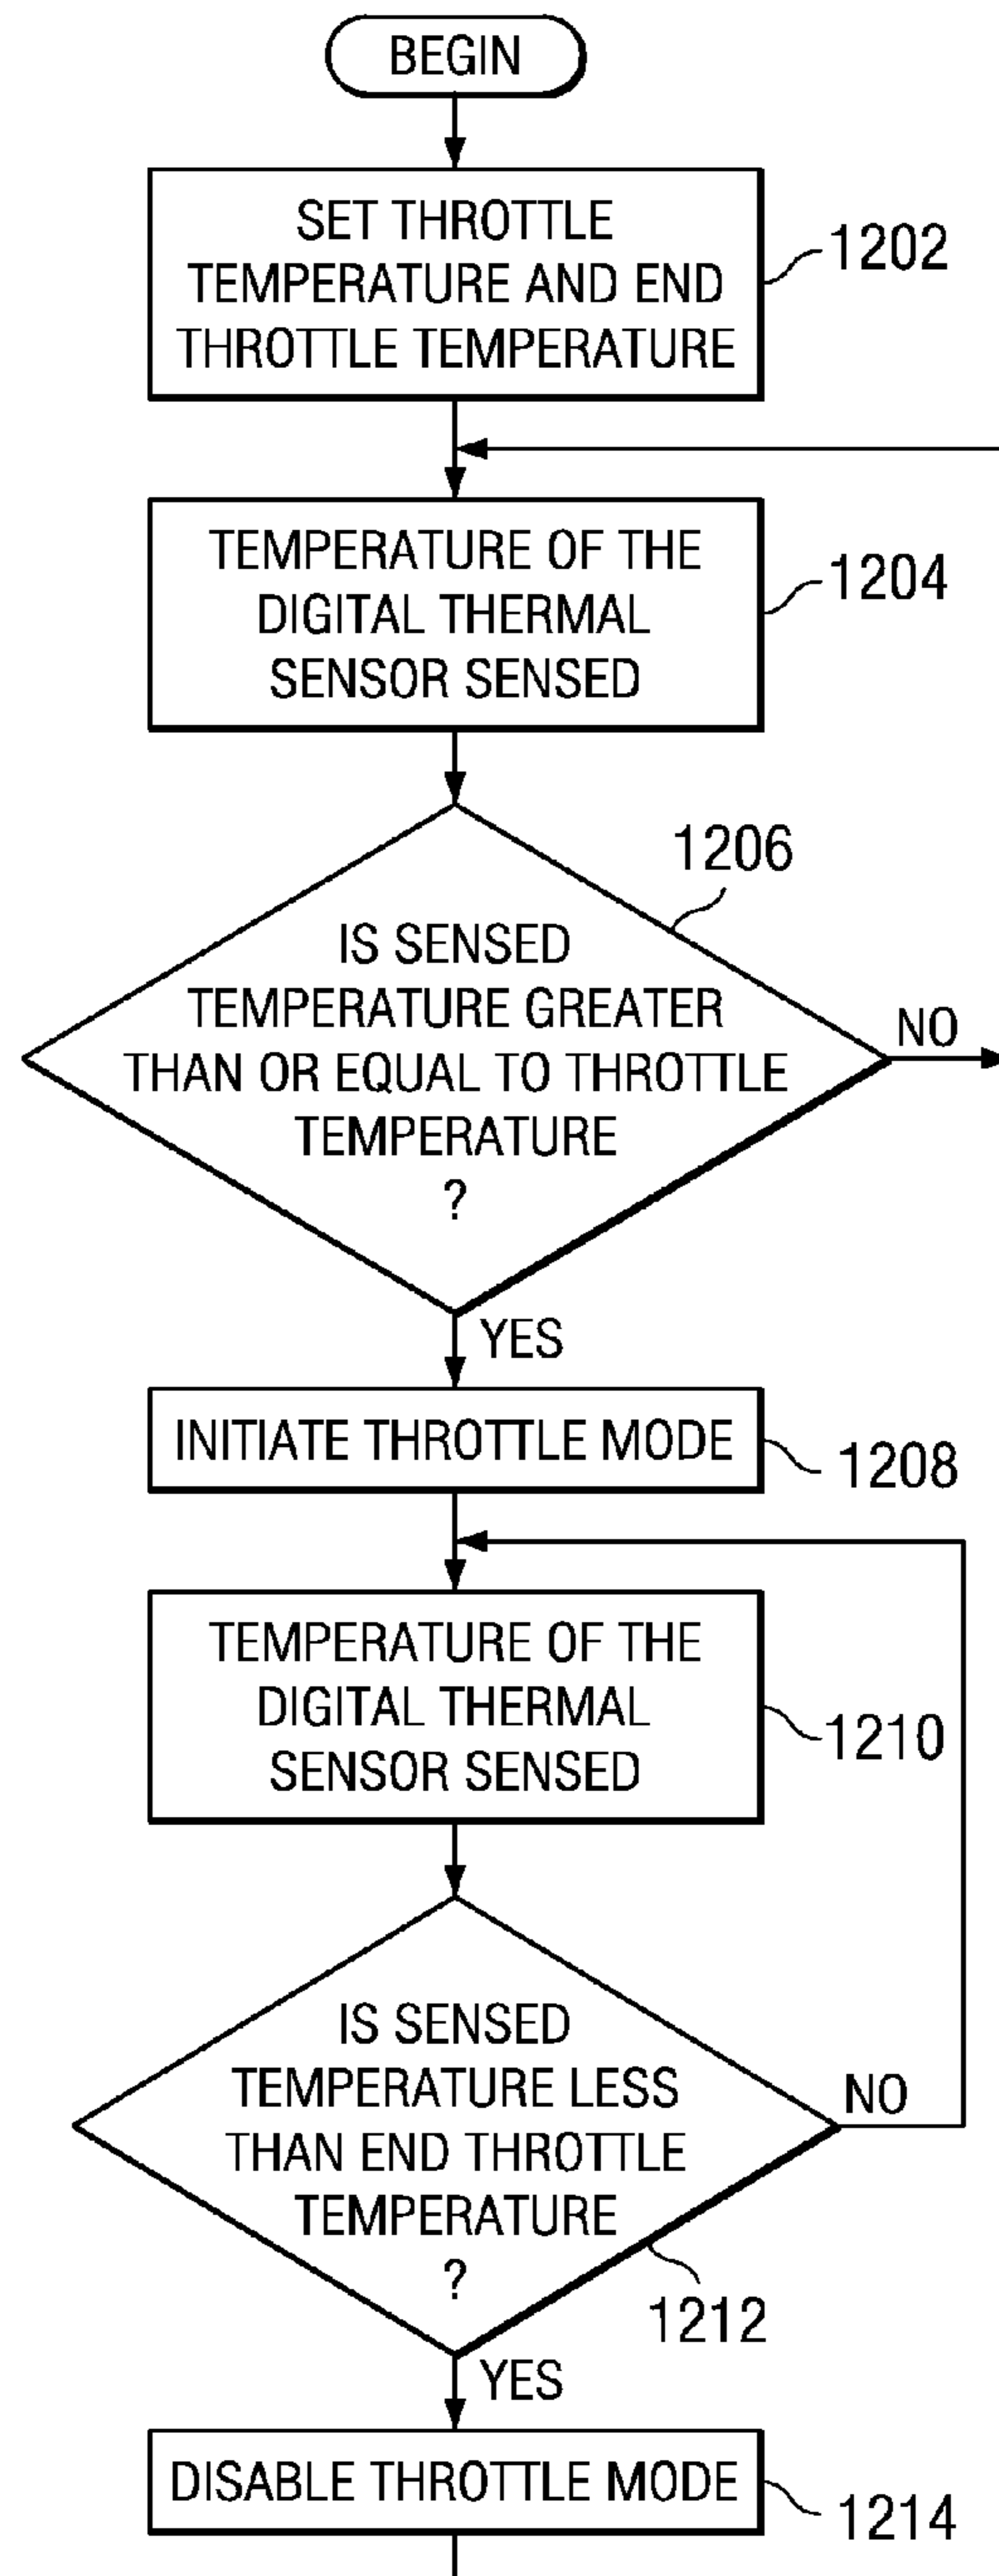 BEGIN
SET THROTTLE
TEMPERATURE AND END
THROTTLE TEMPERATURE
1202
TEMPERATURE OF THE
DIGITAL THERMAL
SENSOR SENSED
1204
1206
IS SENSED
TEMPERATURE GREATER
THAN OR EQUAL TO THROTTLE
TEMPERATURE
?
NO
YES
INITIATE THROTTLE MODE
1208
TEMPERATURE OF THE
DIGITAL THERMAL
SENSOR SENSED
1210
IS SENSED
TEMPERATURE LESS
THAN END THROTTLE
TEMPERATURE
?
NO
1212
YES
DISABLE THROTTLE MODE
1214